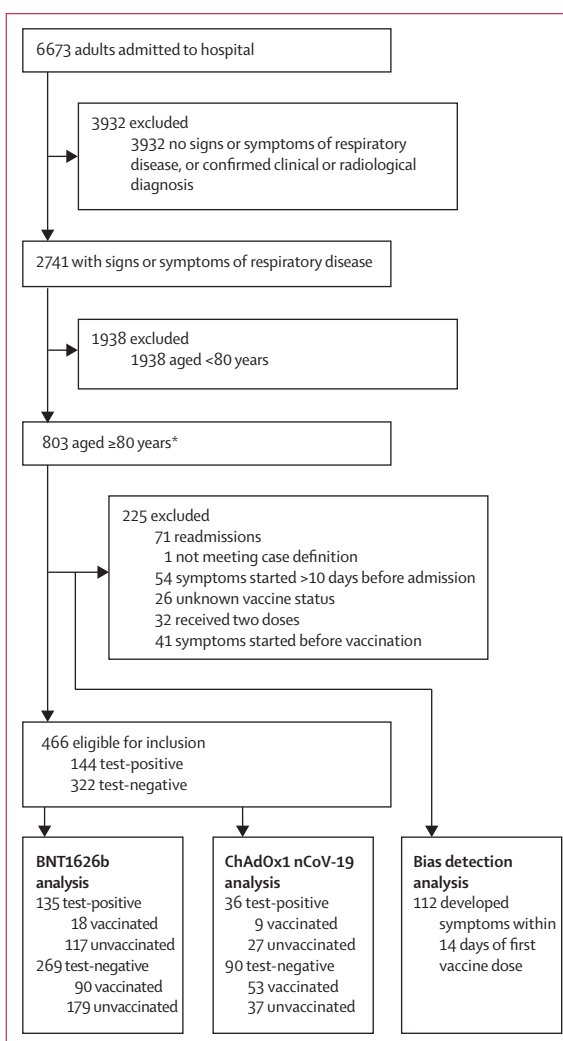 6673 adults admitted to hospital
3932 excluded
3932 no signs or symptoms of respiratory
disease, or confirmed clinical or radiological
diagnosis
2741 with signs or symptoms of respiratory disease
1938 excluded
1938 aged <80 years
803 aged ≥80 years*
225 excluded
71 readmissions
1 not meeting case definition
54 symptoms started >10 days before admission
26 unknown vaccine status
32 received two doses
41 symptoms started before vaccination
466 eligible for inclusion
144 test-positive
322 test-negative
BNT1626b
analysis
135 test-positive
18 vaccinated
117 unvaccinated
269 test-negative
90 vaccinated
179 unvaccinated
ChAdOx1 nCoV-19
analysis
36 test-positive
9 vaccinated
27 unvaccinated
90 test-negative
53 vaccinated
37 unvaccinated
Bias detection
analysis
112 developed
symptoms within
14 days of first
vaccine dose